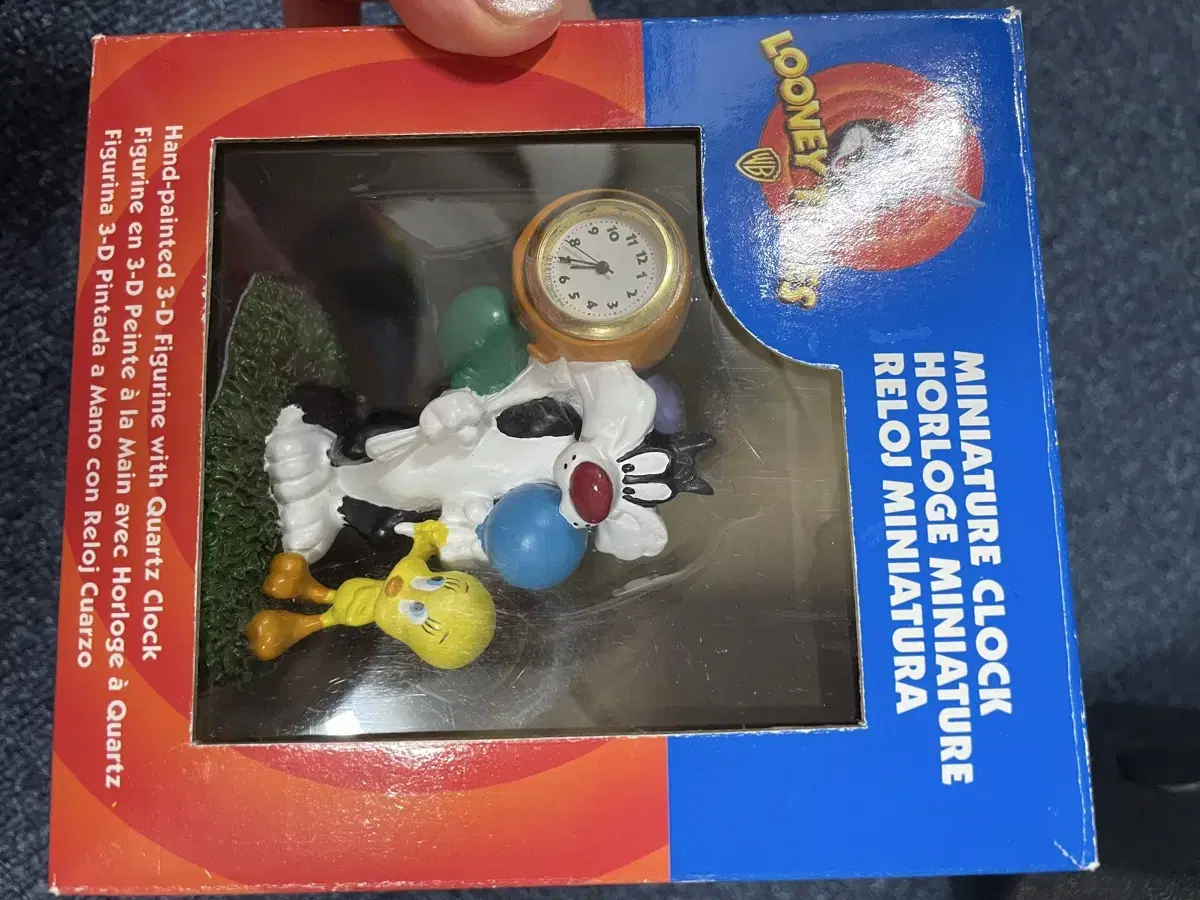 LOONEY TUNES
WB
MINIATURE CLOCK
HORLOGE MINIATURE
RELOJ MINIATURA
12
1
2
3
4
5
6
7
8
9
10
11
Hand-painted 3-D Figurine with Quartz Clock
Figurine en 3-D Peinte à la Main avec Horloge à Quartz
Figurina 3-D Pintada a Mano con Reloj Cuarzo